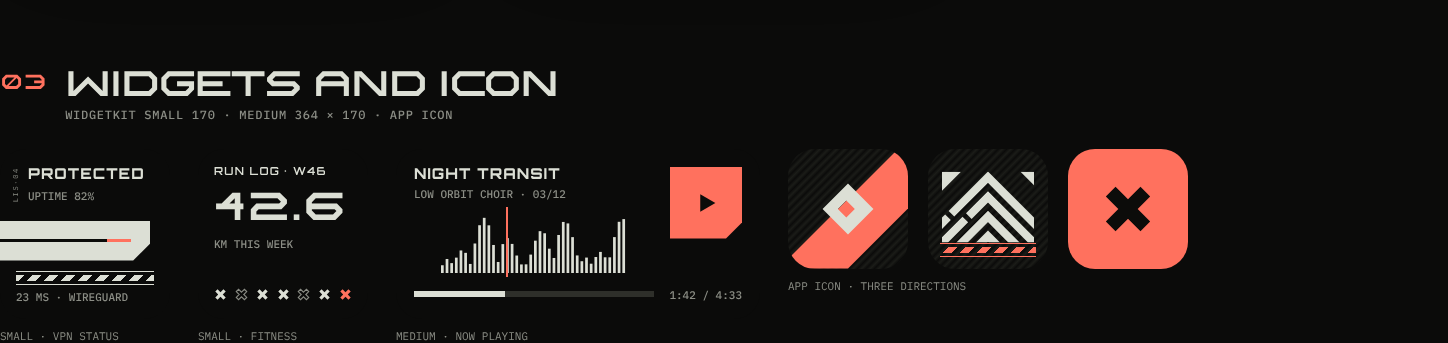 03 WIDGETS AND ICON
WIDGETKIT SMALL 170 · MEDIUM 364 × 170 · APP ICON
LIS-04
PROTECTED
UPTIME 82%
23 MS · WIREGUARD
SMALL · VPN STATUS
RUN LOG · W46
42.6
KM THIS WEEK
SMALL · FITNESS
NIGHT TRANSIT
LOW ORBIT CHOIR · 03/12
1:42 / 4:33
MEDIUM · NOW PLAYING
APP ICON · THREE DIRECTIONS